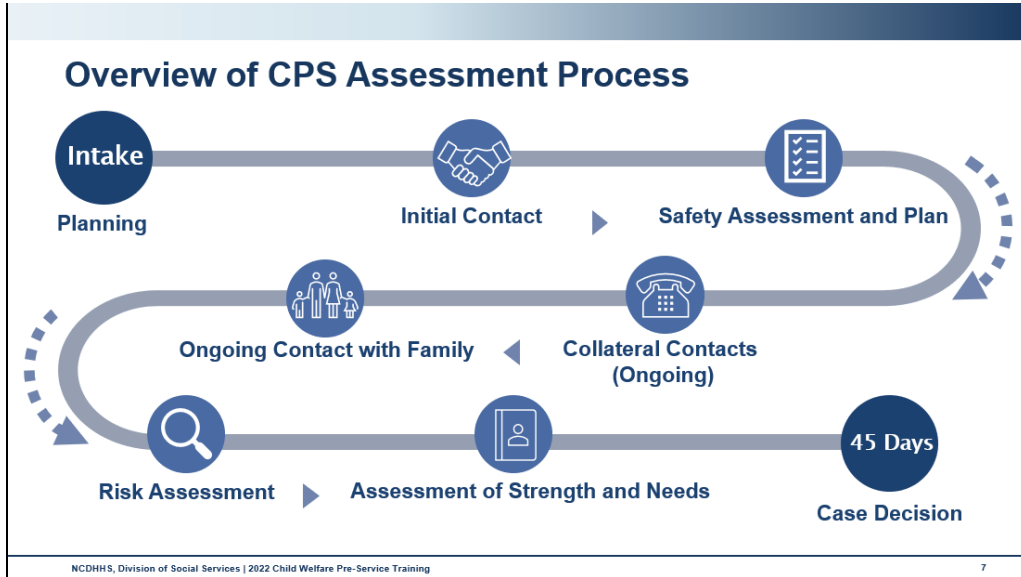 Overview of CPS Assessment Process
Intake
Planning
Initial Contact
Safety Assessment and Plan
Ongoing Contact with Family
Collateral Contacts
(Ongoing)
Risk Assessment
Assessment of Strength and Needs
45 Days
Case Decision
NCDHHS, Division of Social Services | 2022 Child Welfare Pre-Service Training
7